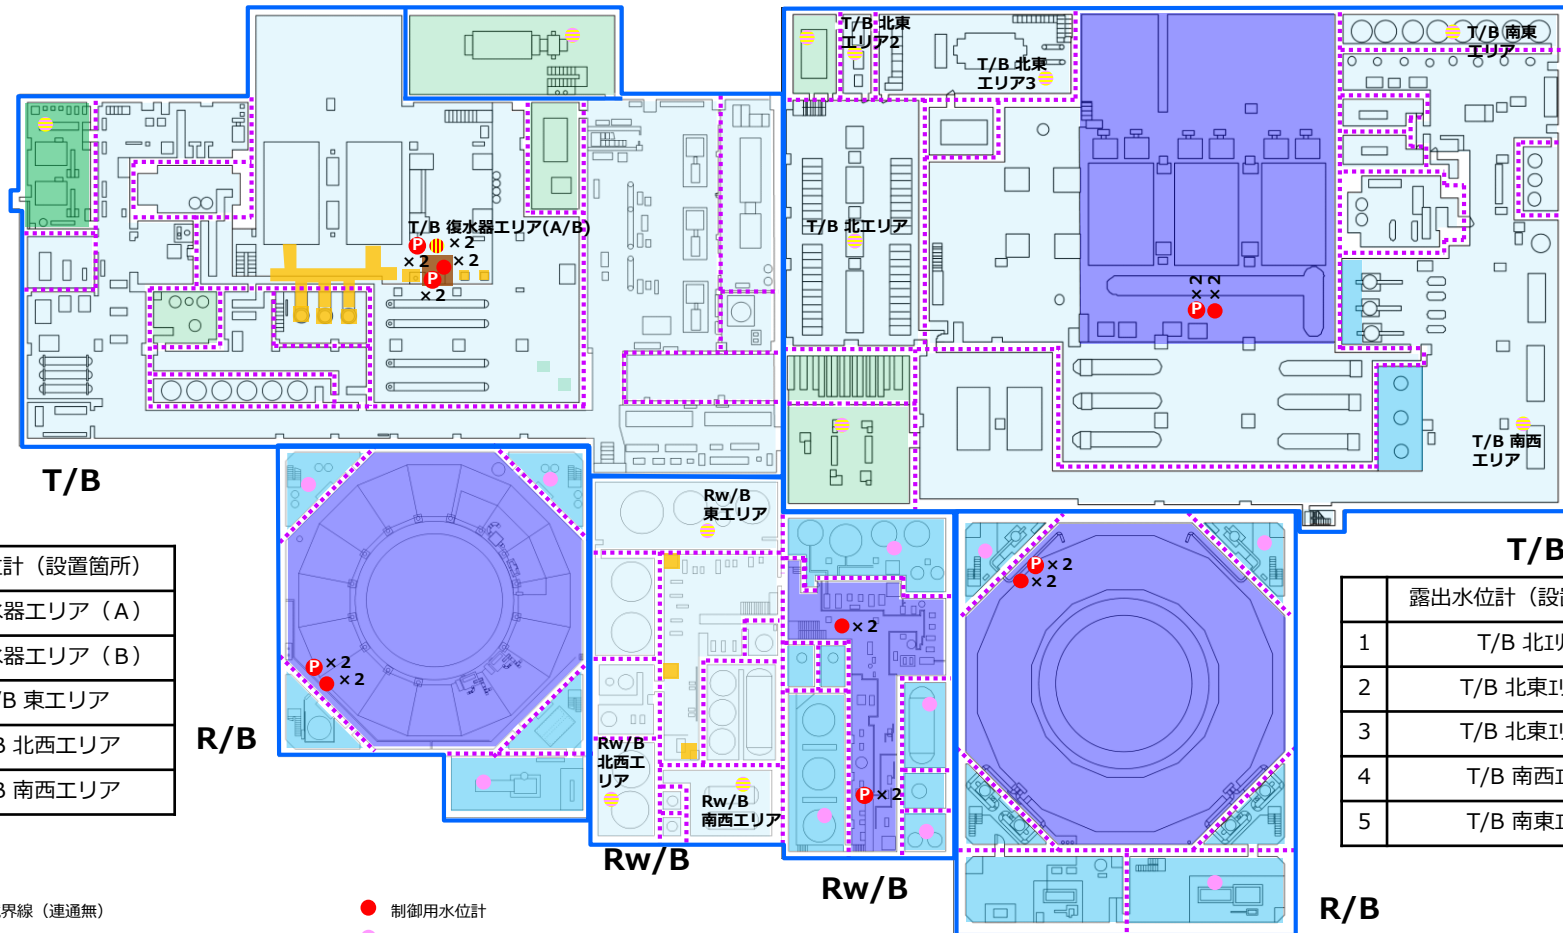 T/B 北東
エリア2
T/B 北東
エリア3
T/B 南東
エリア
T/B 復水器エリア(A/B)
P
×2
×2
×2
P
×2
T/B 北エリア
×2
×2
P
T/B 南西
エリア
T/B
Rw/B
東エリア
T/B
計（設置箇所）
水器エリア（A）
水器エリア（B）
/B 東エリア
B 北西エリア
B 南西エリア
P ×2
×2
R/B
P ×2
×2
×2
P ×2
Rw/B
北西エ
リア
Rw/B
南西エリア
Rw/B
Rw/B
R/B
露出水位計（設
1 T/B 北ｴﾘ
2 T/B 北東ｴ
3 T/B 北東ｴ
4 T/B 南西
5 T/B 南東
界線（連通無）
制御用水位計